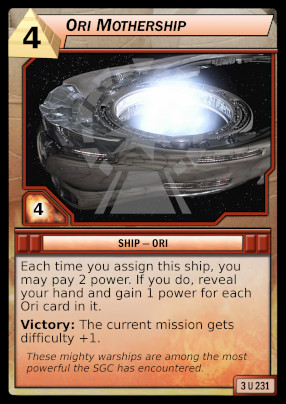 4
ORI MOTHERSHIP
4
SHIP – ORI
Each time you assign this ship, you
may pay 2 power. If you do, reveal
your hand and gain 1 power for each
Ori card in it.
Victory: The current mission gets
difficulty +1.
These mighty warships are among the most
powerful the SGC has encountered.
3 U 231